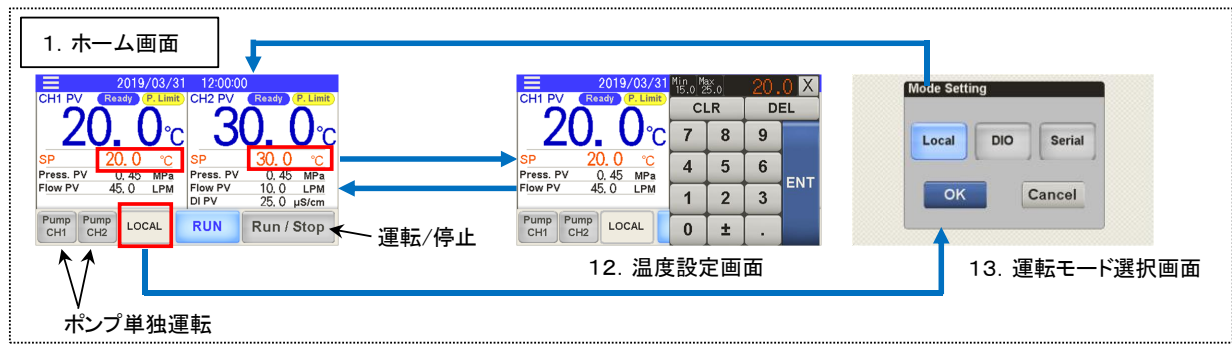 1. ホーム画面
2019/03/31 12:00:00
CH1 PV Ready P. Limit CH2 PV Ready P. Limit
20. 0℃ 30. 0℃
SP 20. 0 ℃ SP 30. 0 ℃
Press. PV 0. 45 MPa Press. PV 0. 45 MPa
Flow PV 45. 0 LPM Flow PV 10. 0 LPM
DI PV 25. 0 μS/cm
Pump CH1 Pump CH2 LOCAL RUN Run / Stop
運転/停止
ポンプ単独運転
2019/03/31 Min Max 20. 0 X
15.0 25.0
CH1 PV Ready P. Limit
20. 0℃
SP 20. 0 ℃
Press. PV 0. 45 MPa
Flow PV 45. 0 LPM
Pump CH1 Pump CH2 LOCAL
CLR DEL
7 8 9
4 5 6
ENT
1 2 3
0 ± .
12. 温度設定画面
Mode Setting
Local DIO Serial
OK Cancel
13. 運転モード選択画面